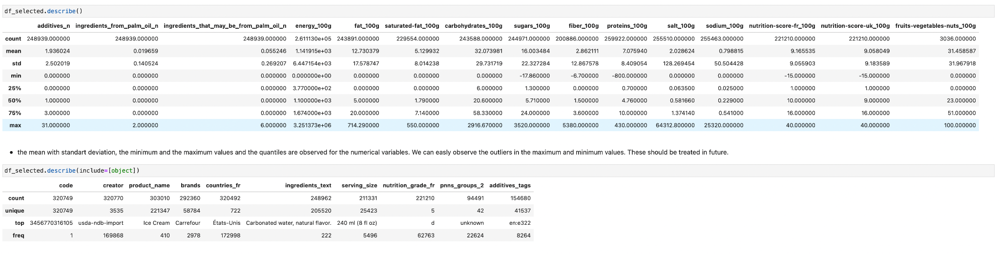 df_selected.describe()
additives_n ingredients_from_palm_oil_n ingredients_that_may_be_from_palm_oil_n energy_100g fat_100g saturated-fat_100g carbohydrates_100g sugars_100g fiber_100g proteins_100g salt_100g sodium_100g nutrition-score-fr_100g nutrition-score-uk_100g fruits-vegetables-nuts_100g
count 248939.000000 248939.000000 248939.000000 2.611130e+05 243891.000000 229554.000000 243588.000000 244971.000000 200886.000000 259922.000000 255510.000000 255463.000000 221210.000000 221210.000000 3036.000000
mean 1.936024 0.019659 0.055246 1.141915e+03 12.730379 5.129932 32.073981 16.003484 2.862111 7.075940 2.028624 0.798815 9.165535 9.058049 31.458587
std 2.502019 0.140524 0.269207 6.447154e+03 17.578747 8.014238 29.731719 22.327284 12.867578 8.409054 128.269454 50.504428 9.055903 9.183589 31.967918
min 0.000000 0.000000 0.000000 0.000000e+00 0.000000 0.000000 0.000000 -17.860000 -6.700000 -800.000000 0.000000 0.000000 -15.000000 -15.000000 0.000000
25% 0.000000 0.000000 0.000000 3.770000e+02 0.000000 0.000000 6.000000 1.300000 0.000000 0.700000 0.063500 0.025000 1.000000 1.000000 0.000000
50% 1.000000 0.000000 0.000000 1.100000e+03 5.000000 1.790000 20.600000 5.710000 1.500000 4.760000 0.581660 0.229000 10.000000 9.000000 23.000000
75% 3.000000 0.000000 0.000000 1.674000e+03 20.000000 7.140000 58.330000 24.000000 3.600000 10.000000 1.374140 0.541000 16.000000 16.000000 51.000000
max 31.000000 2.000000 6.000000 3.251373e+06 714.290000 550.000000 2916.670000 3520.000000 5380.000000 430.000000 64312.800000 25320.000000 40.000000 40.000000 100.000000
• the mean with standart deviation, the minimum and the maximum values and the quantiles are observed for the numerical variables. We can easily observe the outliers in the maximum and minimum values. These should be treated in future.
df_selected.describe(include=[object])
code creator product_name brands countries_fr ingredients_text serving_size nutrition_grade_fr pnns_groups_2 additives_tags
count 320749 320770 303010 292360 320492 248962 211331 221210 94491 154680
unique 320749 3535 221347 58784 722 205520 25423 5 42 41537
top 3456770316105 usda-ndb-import Ice Cream Carrefour États-Unis Carbonated water, natural flavor. 240 ml (8 fl oz) d unknown en:e322
freq 1 169868 410 2978 172998 222 5496 62763 22624 8264